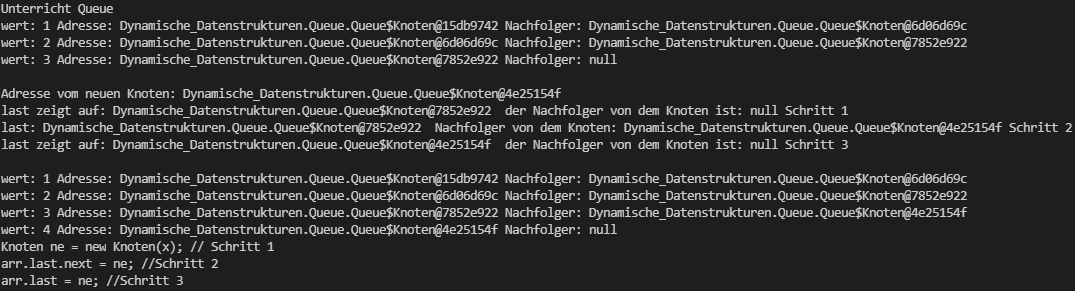 Unterricht Queue
wert: 1 Adresse: Dynamische_Datenstrukturen.Queue.Queue$Knoten@15db9742 Nachfolger: Dynamische_Datenstrukturen.Queue.Queue$Knoten@6d06d69c
wert: 2 Adresse: Dynamische_Datenstrukturen.Queue.Queue$Knoten@6d06d69c Nachfolger: Dynamische_Datenstrukturen.Queue.Queue$Knoten@7852e922
wert: 3 Adresse: Dynamische_Datenstrukturen.Queue.Queue$Knoten@7852e922 Nachfolger: null
Adresse vom neuen Knoten: Dynamische_Datenstrukturen.Queue.Queue$Knoten@4e25154f
last zeigt auf: Dynamische_Datenstrukturen.Queue.Queue$Knoten@7852e922  der Nachfolger von dem Knoten ist: null Schritt 1
last: Dynamische_Datenstrukturen.Queue.Queue$Knoten@7852e922  Nachfolger von dem Knoten: Dynamische_Datenstrukturen.Queue.Queue$Knoten@4e25154f Schritt 2
last zeigt auf: Dynamische_Datenstrukturen.Queue.Queue$Knoten@4e25154f  der Nachfolger von dem Knoten ist: null Schritt 3
wert: 1 Adresse: Dynamische_Datenstrukturen.Queue.Queue$Knoten@15db9742 Nachfolger: Dynamische_Datenstrukturen.Queue.Queue$Knoten@6d06d69c
wert: 2 Adresse: Dynamische_Datenstrukturen.Queue.Queue$Knoten@6d06d69c Nachfolger: Dynamische_Datenstrukturen.Queue.Queue$Knoten@7852e922
wert: 3 Adresse: Dynamische_Datenstrukturen.Queue.Queue$Knoten@7852e922 Nachfolger: Dynamische_Datenstrukturen.Queue.Queue$Knoten@4e25154f
wert: 4 Adresse: Dynamische_Datenstrukturen.Queue.Queue$Knoten@4e25154f Nachfolger: null
Knoten ne = new Knoten(x); // Schritt 1
arr.last.next = ne; //Schritt 2
arr.last = ne; //Schritt 3